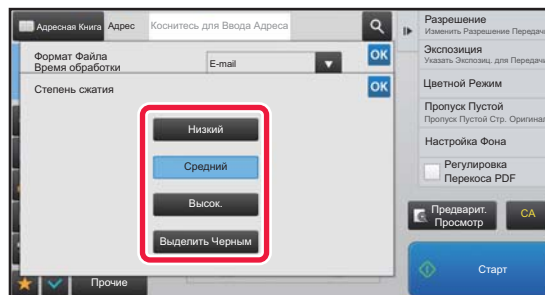 Адресная Книга
Адрес
Коснитесь для Ввода Адреса
Формат Файла
Время обработки
E-mail
OK
Степень сжатия
OK
Низкий
Средний
Высок.
Выделить Черным
Прочие
Разрешение
Изменить Разрешение Передачи
Экспозиция
Указать Экспозиц. для Передачи
Цветной Режим
Пропуск Пустой
Пропуск Пустой Стр. Оригинал
Настройка Фона
Регулировка
Перекоса PDF
Предварит.
Просмотр
CA
Старт